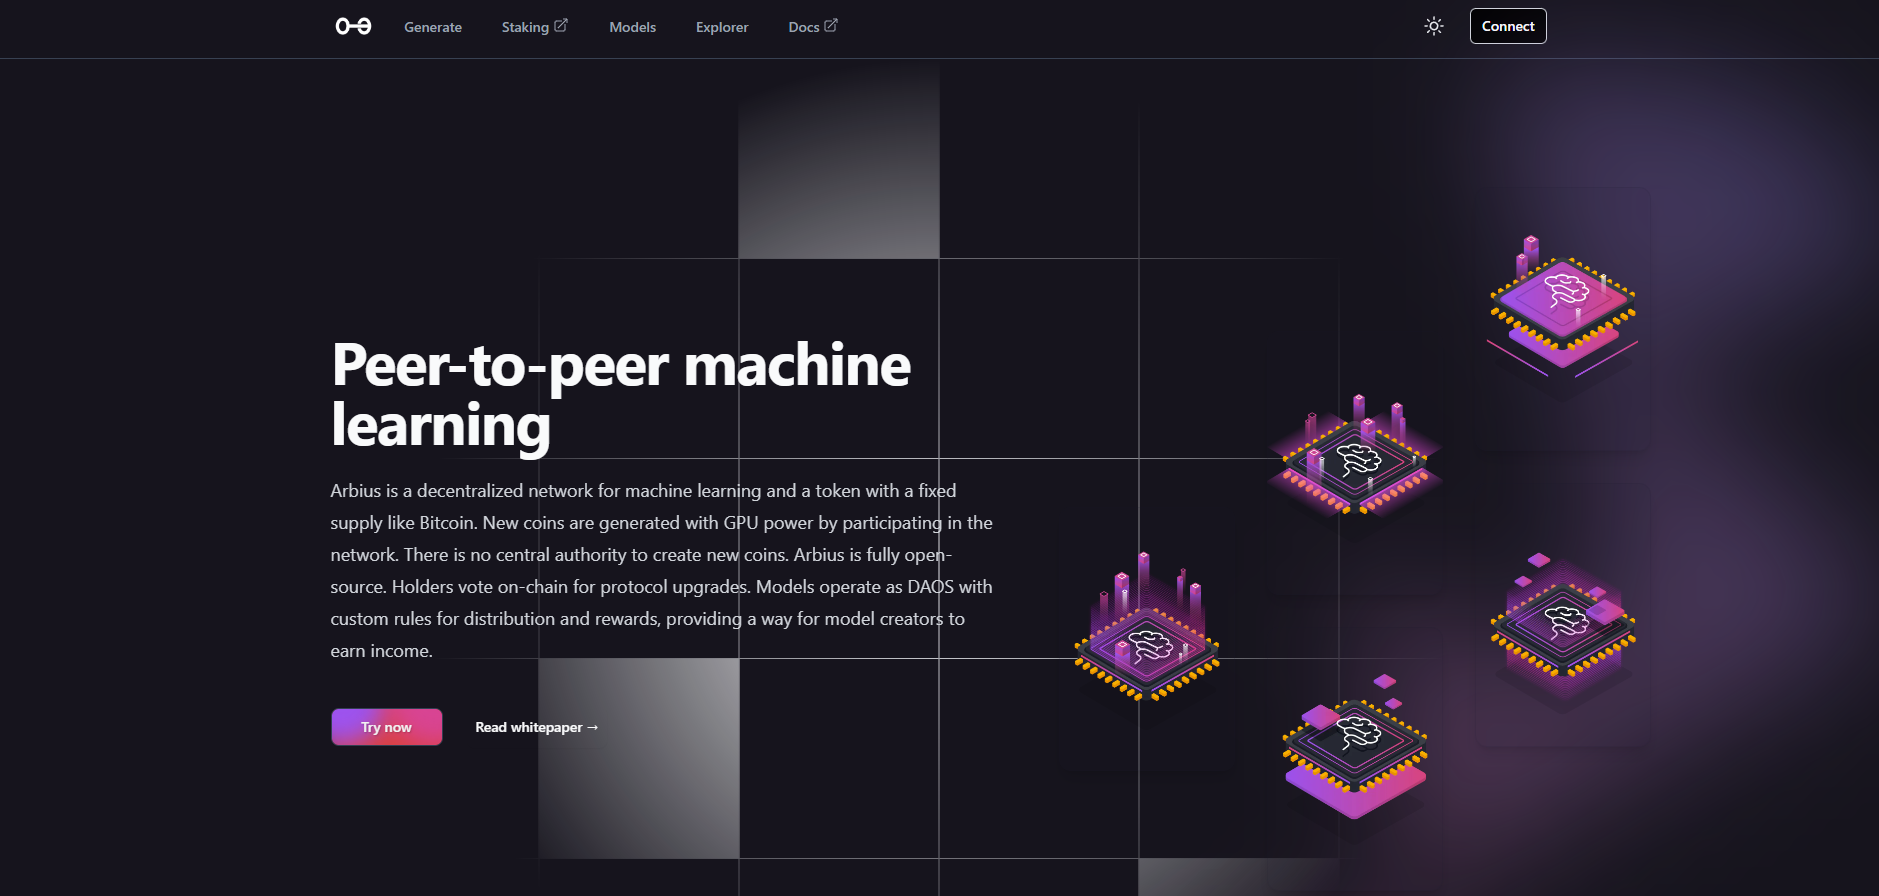 Generate
Staking
Models
Explorer
Docs
Connect
Peer-to-peer machine
learning
Arbius is a decentralized network for machine learning and a token with a fixed
supply like Bitcoin. New coins are generated with GPU power by participating in the
network. There is no central authority to create new coins. Arbius is fully open-
source. Holders vote on-chain for protocol upgrades. Models operate as DAOS with
custom rules for distribution and rewards, providing a way for model creators to
earn income.
Try now
Read whitepaper →